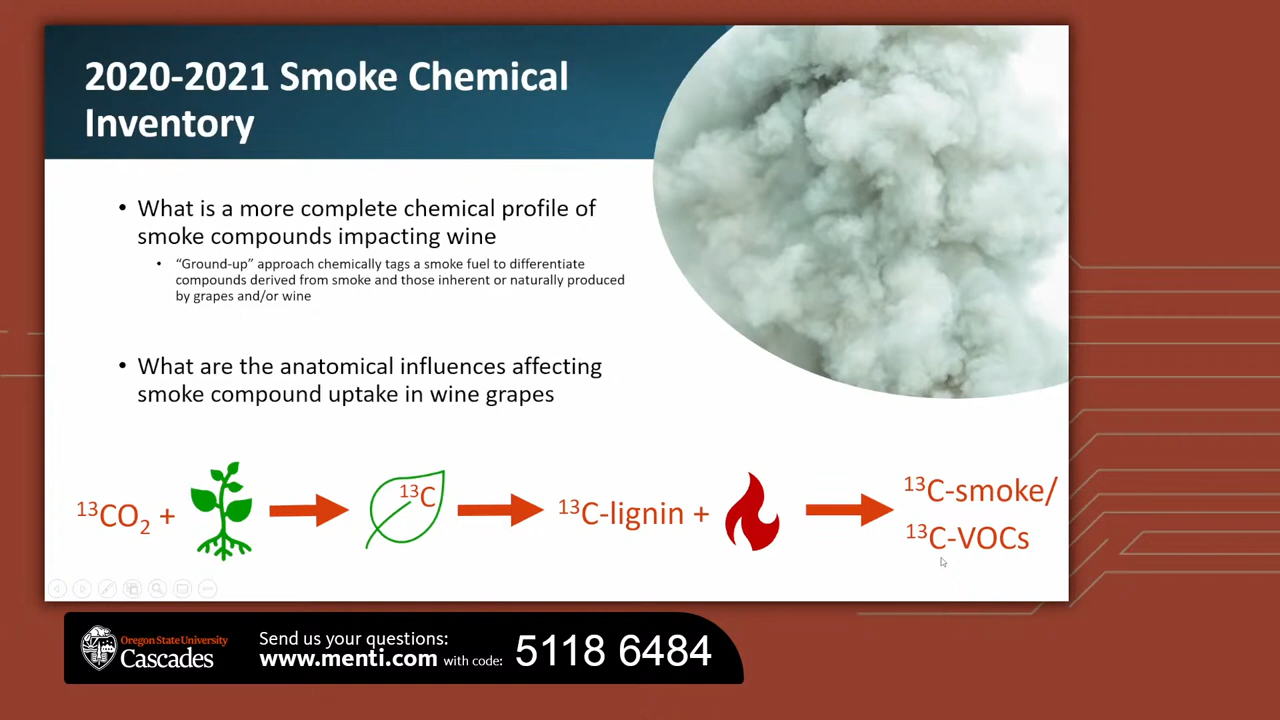 2020-2021 Smoke Chemical
Inventory
• What is a more complete chemical profile of
smoke compounds impacting wine
• “Ground-up” approach chemically tags a smoke fuel to differentiate
compounds derived from smoke and those inherent or naturally produced
by grapes and/or wine
• What are the anatomical influences affecting
smoke compound uptake in wine grapes
¹³CO₂ +
¹³C
¹³C-lignin +
¹³C-smoke/
¹³C-VOCs
Oregon State University
Cascades
Send us your questions:
www.menti.com with code:
5118 6484